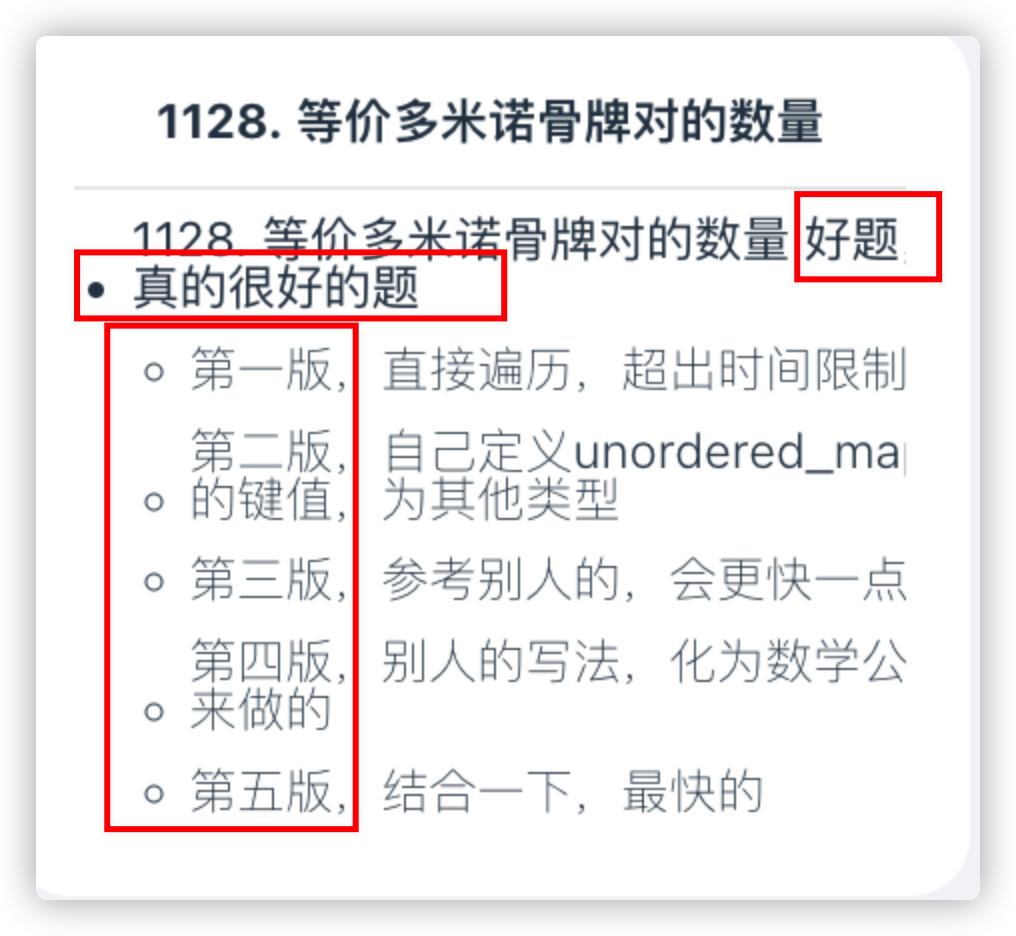 1128. 等价多米诺骨牌对的数量
1128. 等价多米诺骨牌对的数量 好题
真的很好的题
第一版，直接遍历，超出时间限制
第二版，自己定义unordered_ma
的键值，为其他类型
第三版，参考别人的，会更快一点
第四版，别人的写法，化为数学公
来做的
第五版，结合一下，最快的